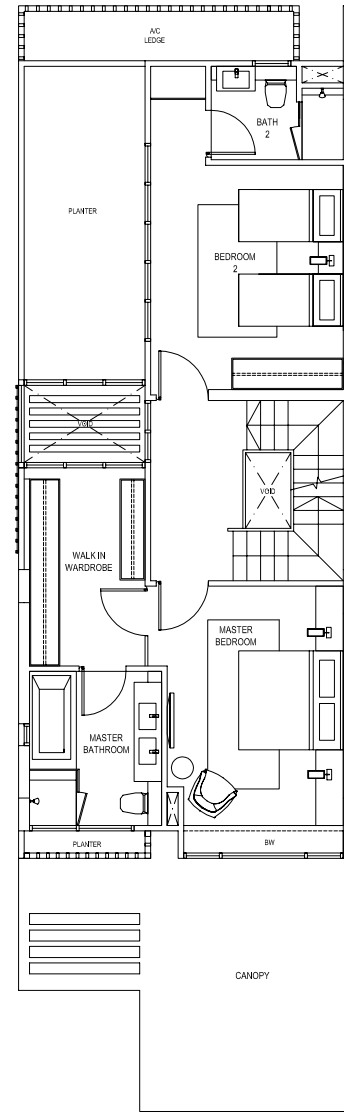 A/C
LEDGE
BATH
2
PLANTER
BEDROOM
2
VOID
VOID
WALK IN
WARDROBE
MASTER
BEDROOM
MASTER
BATHROOM
PLANTER
BW
CANOPY